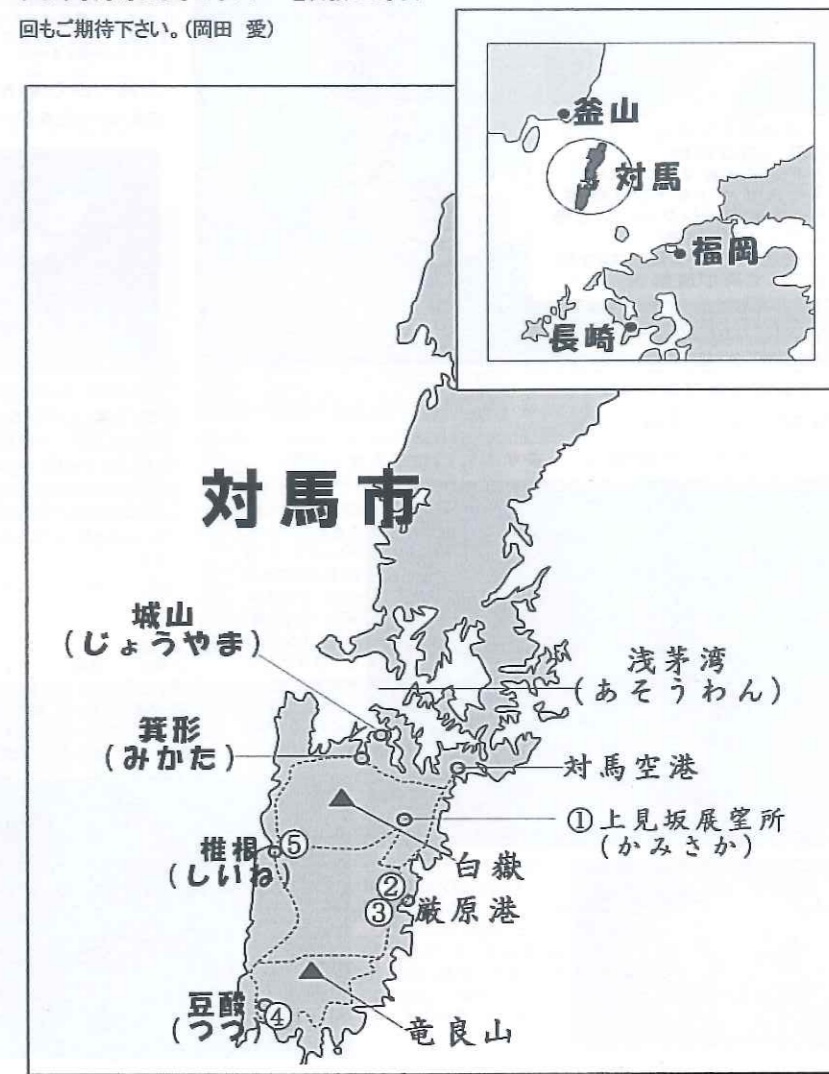 回もご期待下さい。(岡田 愛)
釜山
対馬
福岡
長崎
対馬市
城山
(じょうやま)
浅茅湾
(あそうわん)
箕形
(みかた)
対馬空港
①上見坂展望所
(かみさか)
椎根
(しいね)
⑤
白嶽
②
③
厳原港
豆酘
(つつ)
④
竜良山